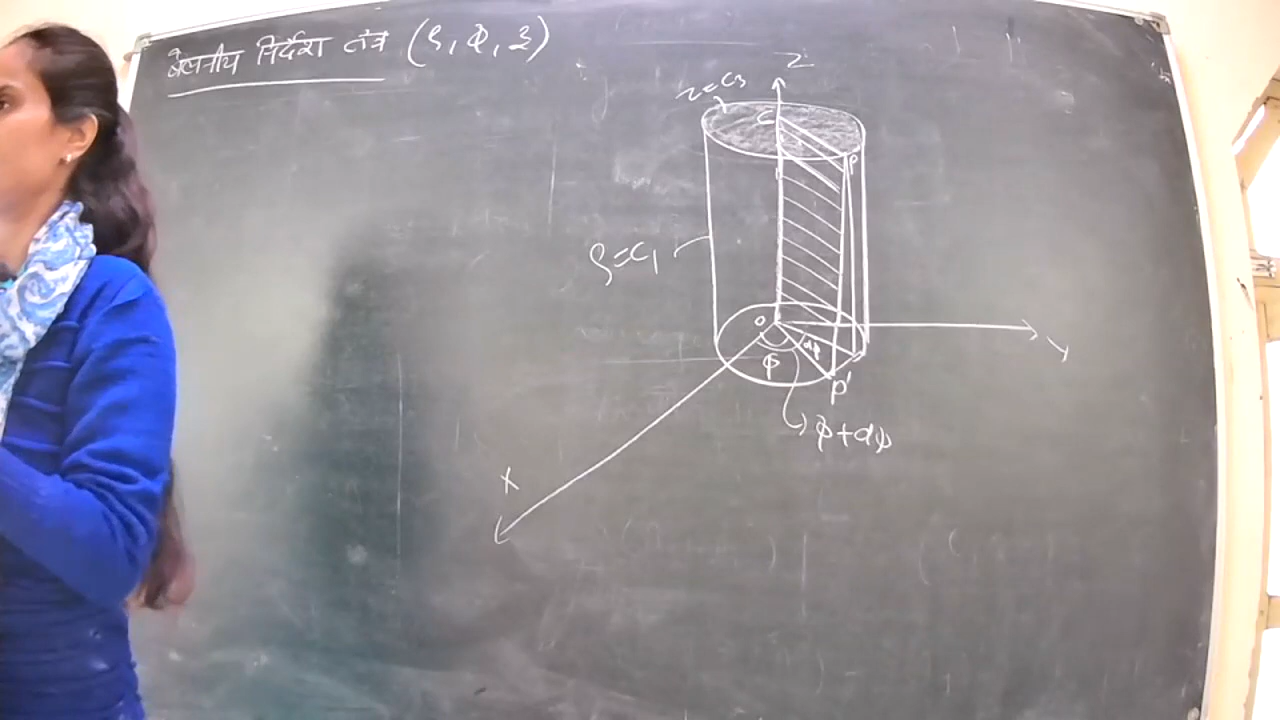 बेलनीय निर्देश तंत्र (ρ, φ, z)
Z
z=c3
C
P
ρ=c1
O
Y
dφ
φ
P'
φ+dφ
X